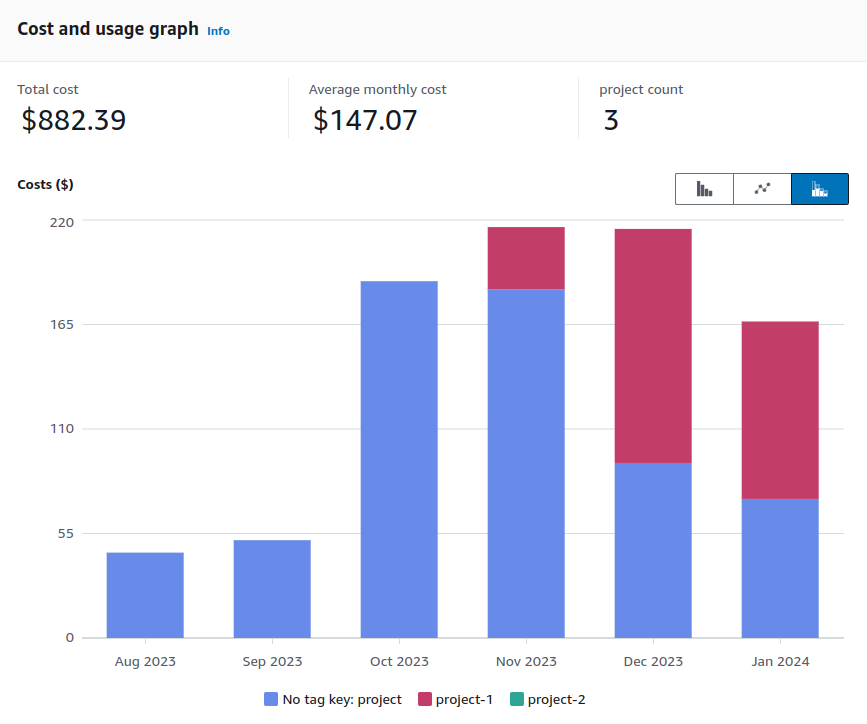 Cost and usage graph Info
Total cost Average monthly cost project count
$882.39 $147.07 3
Costs ($)
220
165
110
55
0
Aug 2023 Sep 2023 Oct 2023 Nov 2023 Dec 2023 Jan 2024
No tag key: project project-1 project-2